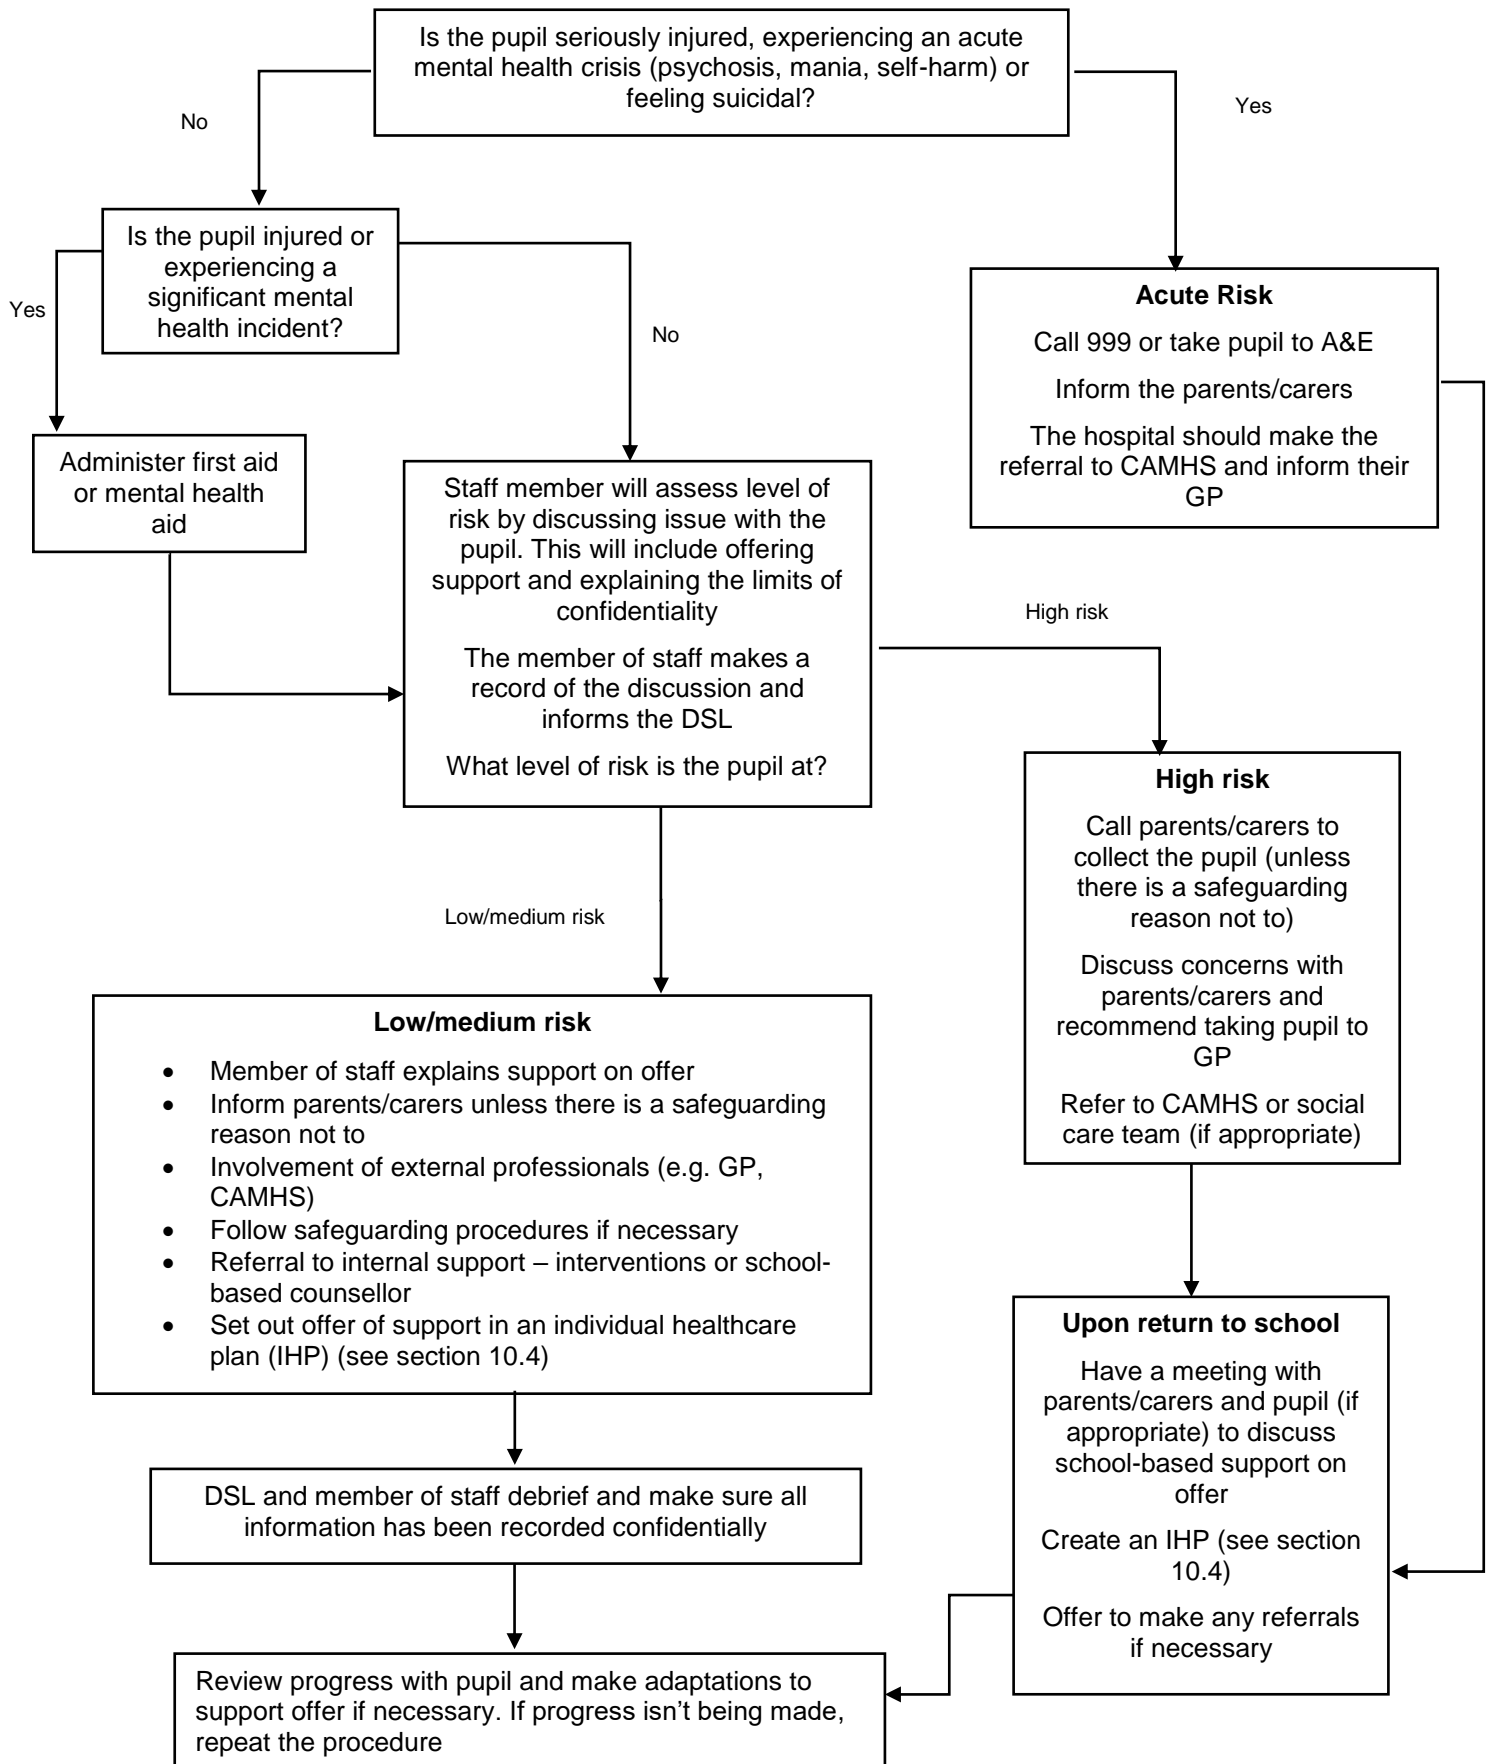 Is the pupil seriously injured, experiencing an acute
mental health crisis (psychosis, mania, self-harm) or
feeling suicidal?
No
Yes
Is the pupil injured or
experiencing a
significant mental
health incident?
Yes
No
Acute Risk
Call 999 or take pupil to A&E
Inform the parents/carers
The hospital should make the
referral to CAMHS and inform their
GP
Administer first aid
or mental health
aid
Staff member will assess level of
risk by discussing issue with the
pupil. This will include offering
support and explaining the limits of
confidentiality
The member of staff makes a
record of the discussion and
informs the DSL
What level of risk is the pupil at?
High risk
High risk
Call parents/carers to
collect the pupil (unless
there is a safeguarding
reason not to)
Discuss concerns with
parents/carers and
recommend taking pupil to
GP
Refer to CAMHS or social
care team (if appropriate)
Low/medium risk
Low/medium risk
• Member of staff explains support on offer
• Inform parents/carers unless there is a safeguarding
reason not to
• Involvement of external professionals (e.g. GP,
CAMHS)
• Follow safeguarding procedures if necessary
• Referral to internal support – interventions or school-
based counsellor
• Set out offer of support in an individual healthcare
plan (IHP) (see section 10.4)
Upon return to school
Have a meeting with
parents/carers and pupil (if
appropriate) to discuss
school-based support on
offer
Create an IHP (see section
10.4)
Offer to make any referrals
if necessary
DSL and member of staff debrief and make sure all
information has been recorded confidentially
Review progress with pupil and make adaptations to
support offer if necessary. If progress isn’t being made,
repeat the procedure